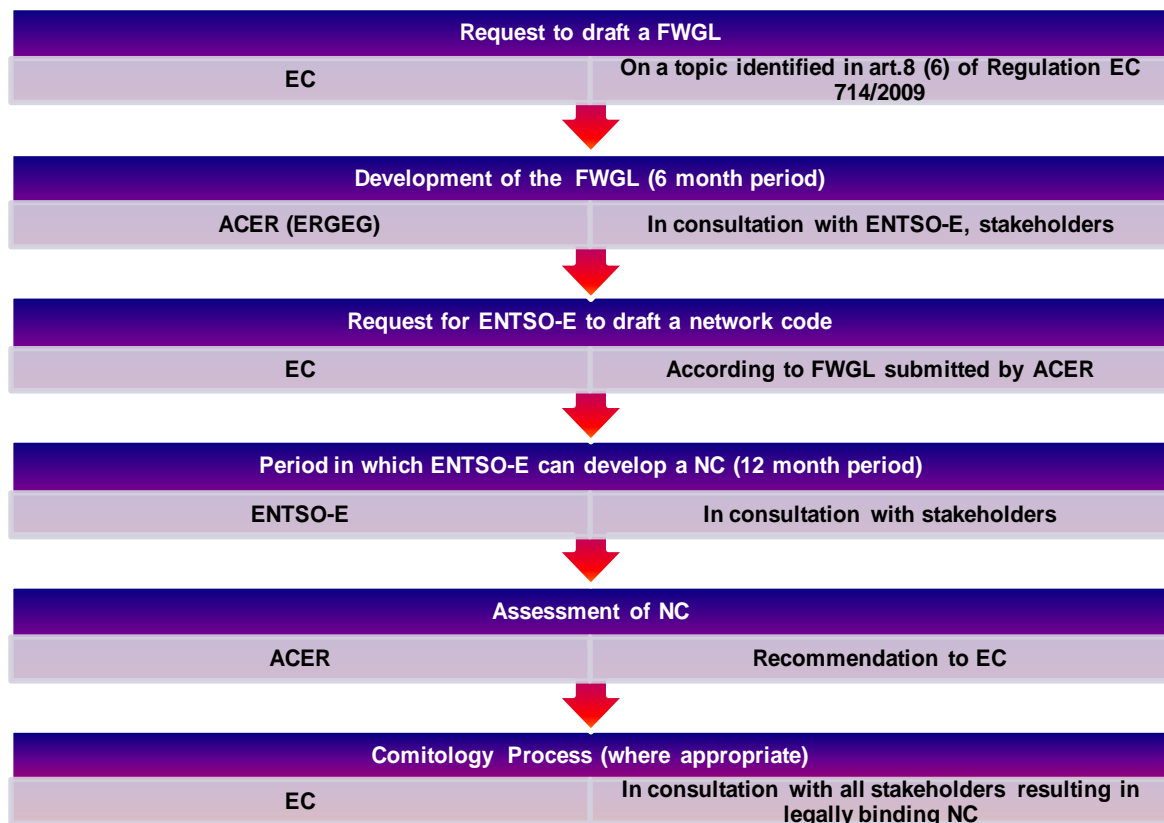 Request to draft a FWGL
EC
On a topic identified in art.8 (6) of Regulation EC
714/2009
Development of the FWGL (6 month period)
ACER (ERGEG)
In consultation with ENTSO-E, stakeholders
Request for ENTSO-E to draft a network code
EC
According to FWGL submitted by ACER
Period in which ENTSO-E can develop a NC (12 month period)
ENTSO-E
In consultation with stakeholders
Assessment of NC
ACER
Recommendation to EC
Comitology Process (where appropriate)
EC
In consultation with all stakeholders resulting in
legally binding NC